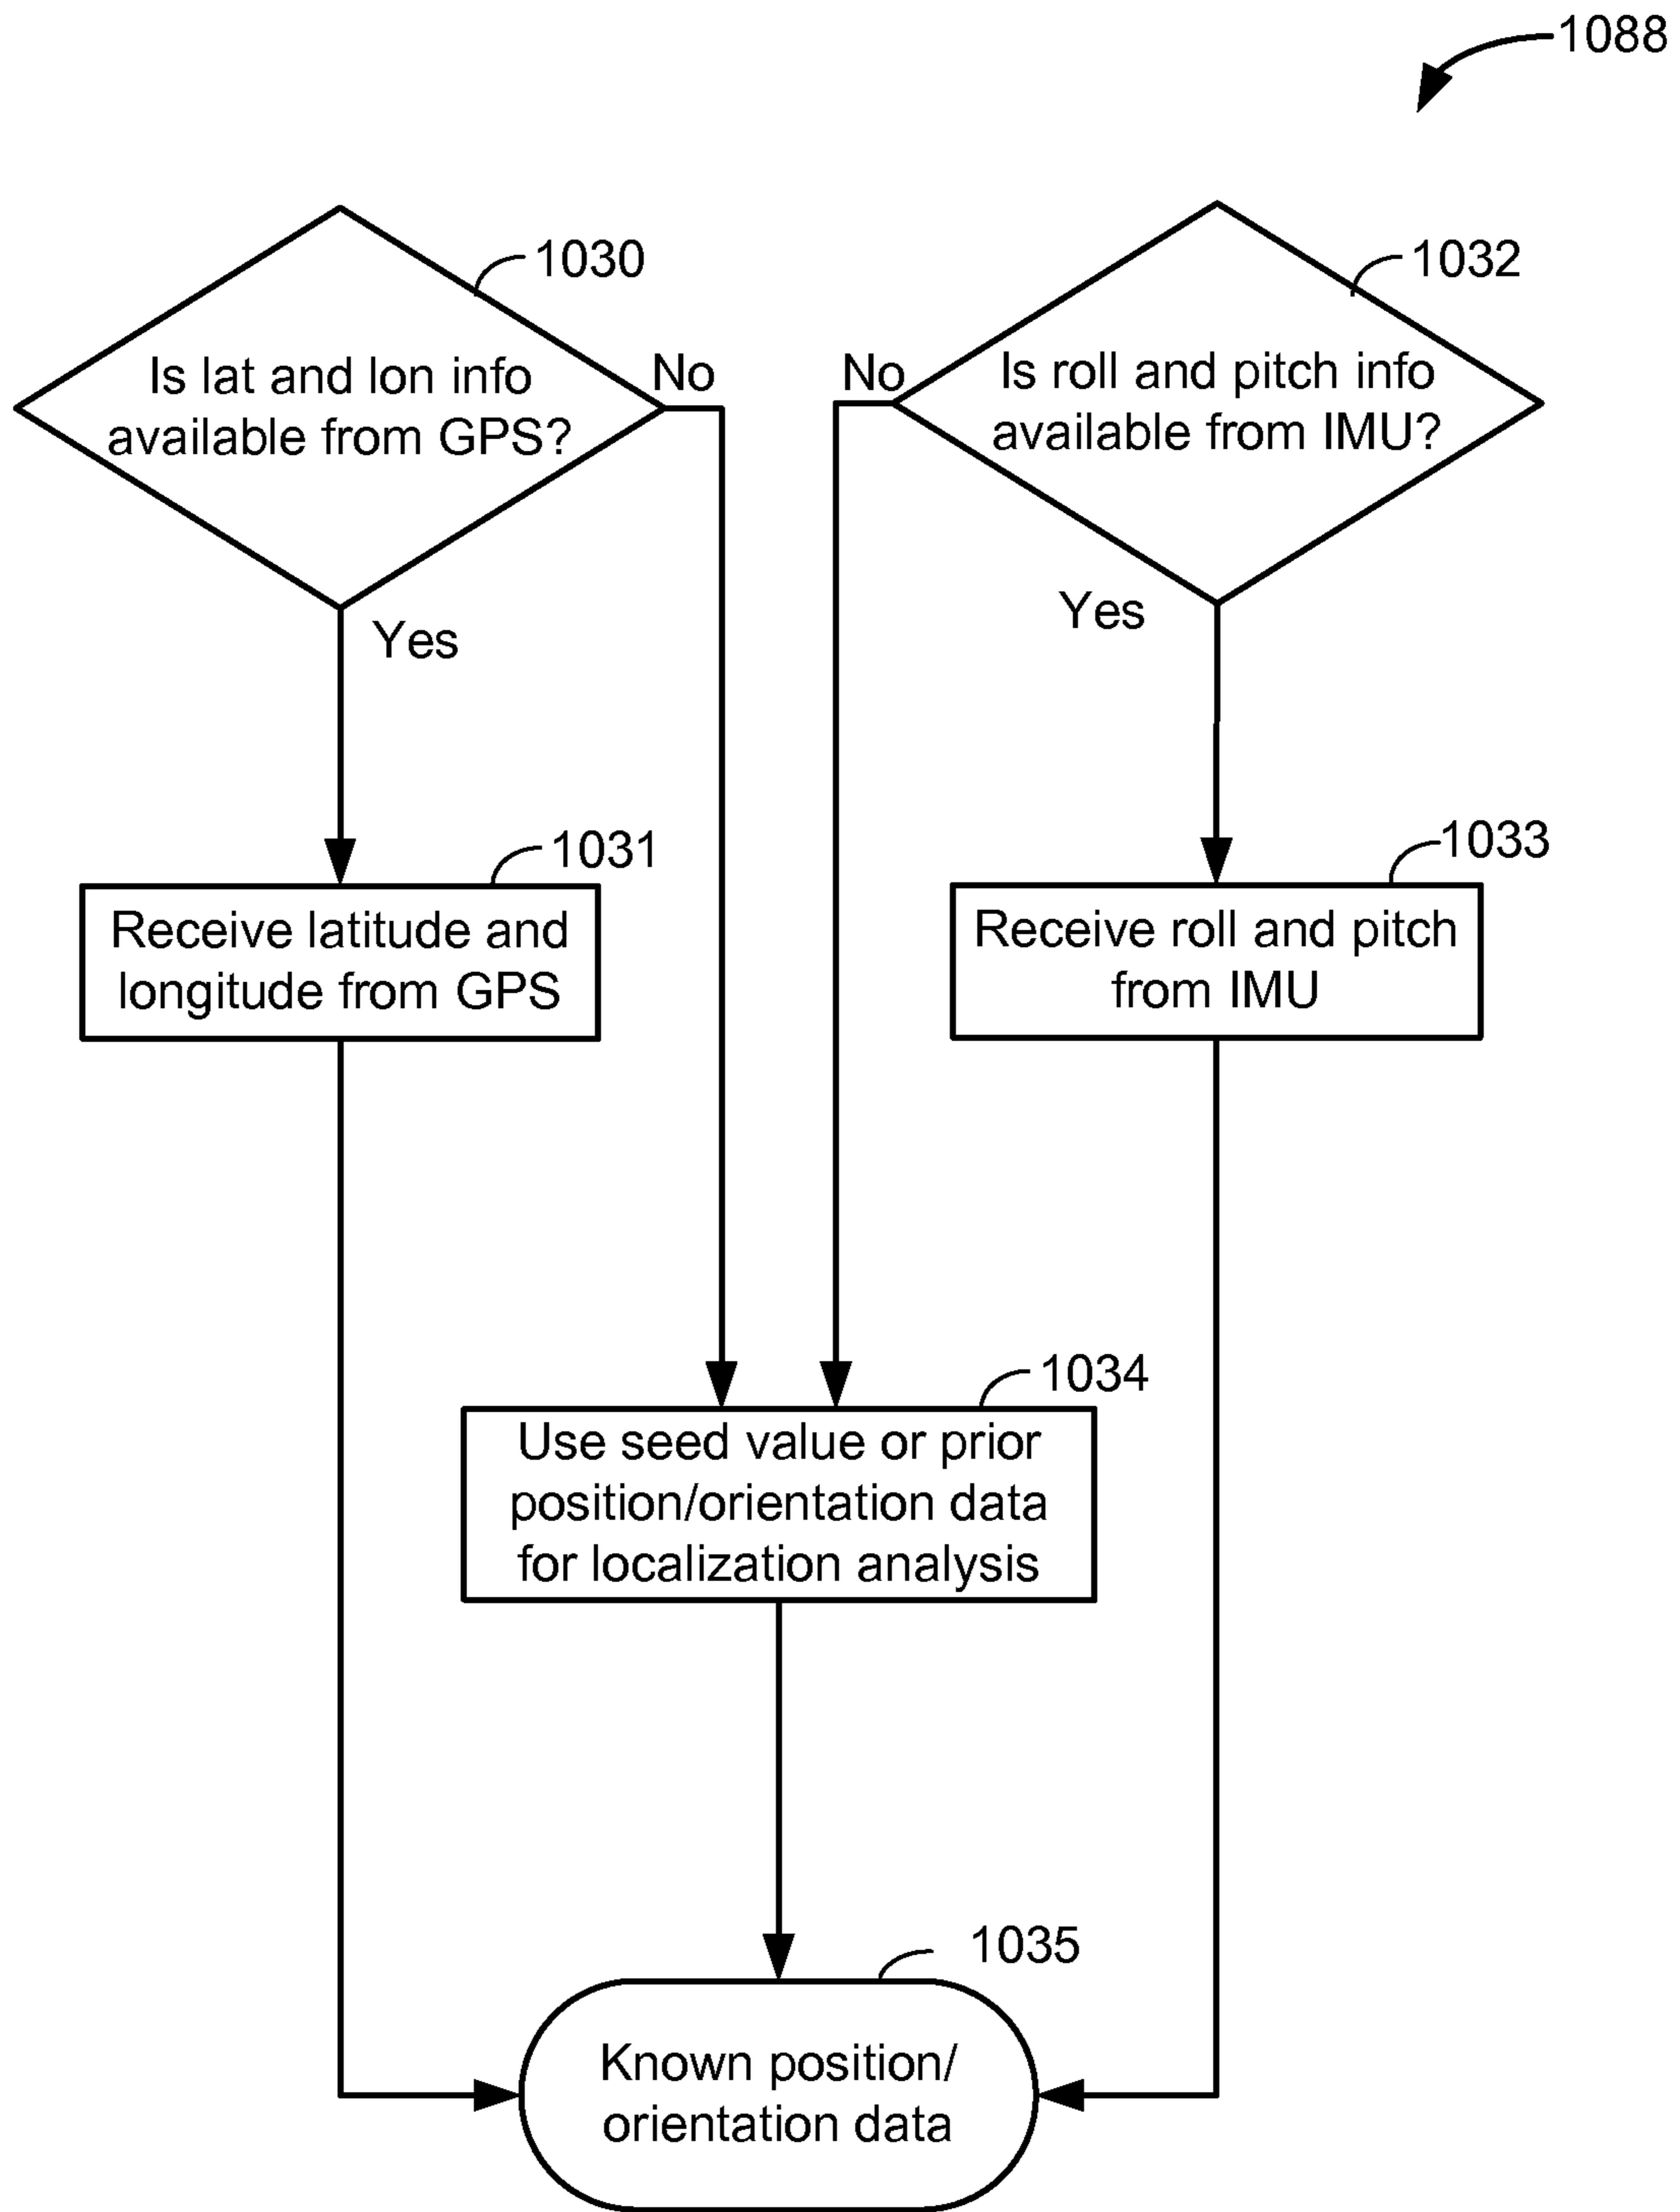 1088
1030
Is lat and lon info
available from GPS?
No
Yes
1032
Is roll and pitch info
available from IMU?
No
Yes
1031
Receive latitude and
longitude from GPS
1033
Receive roll and pitch
from IMU
1034
Use seed value or prior
position/orientation data
for localization analysis
1035
Known position/
orientation data